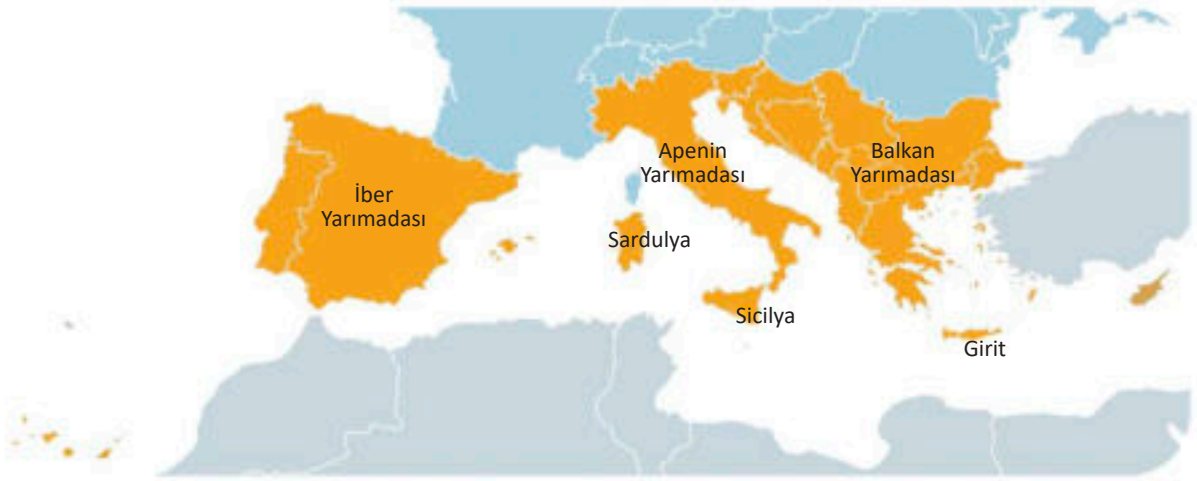 İber
Yarımadası
Apenin
Yarımadası
Balkan
Yarımadası
Sardulya
Sicilya
Girit